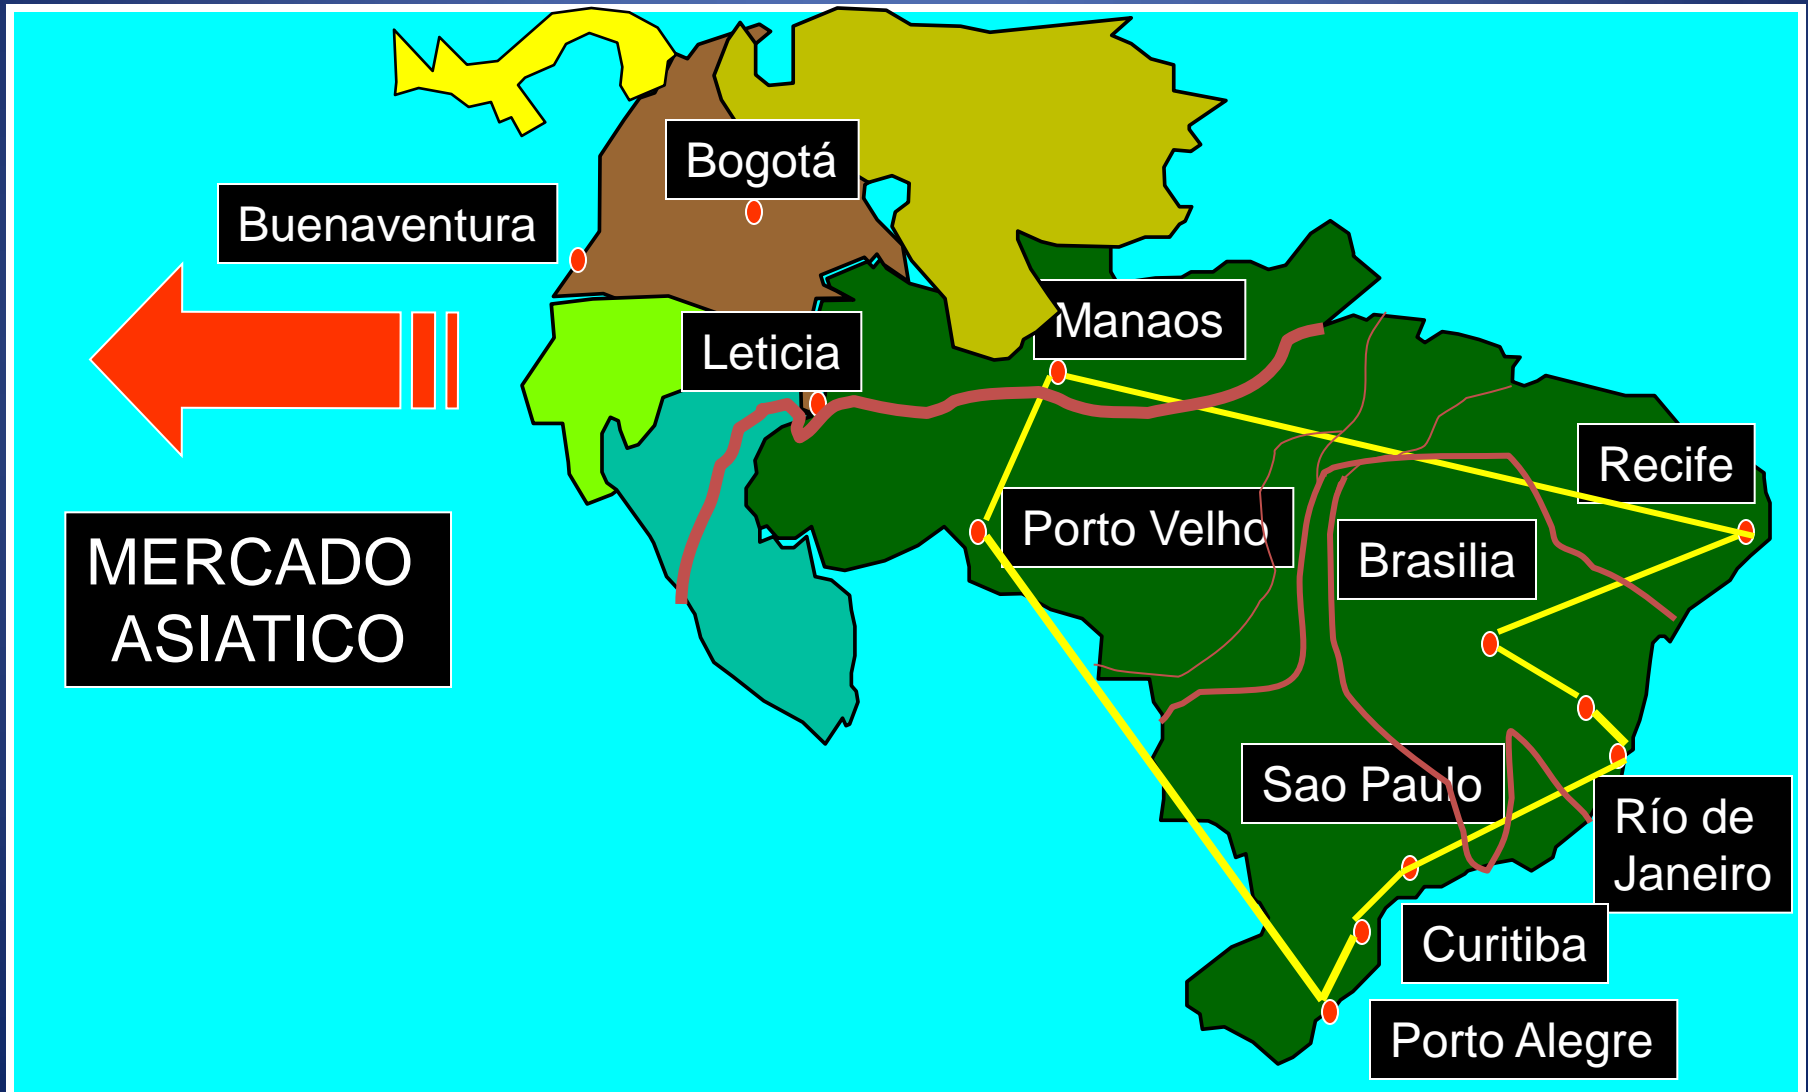 Bogotá
Buenaventura
Manaos
Leticia
Recife
Porto Velho
Brasilia
MERCADO
ASIATICO
Sao Paulo
Río de
Janeiro
Curitiba
Porto Alegre